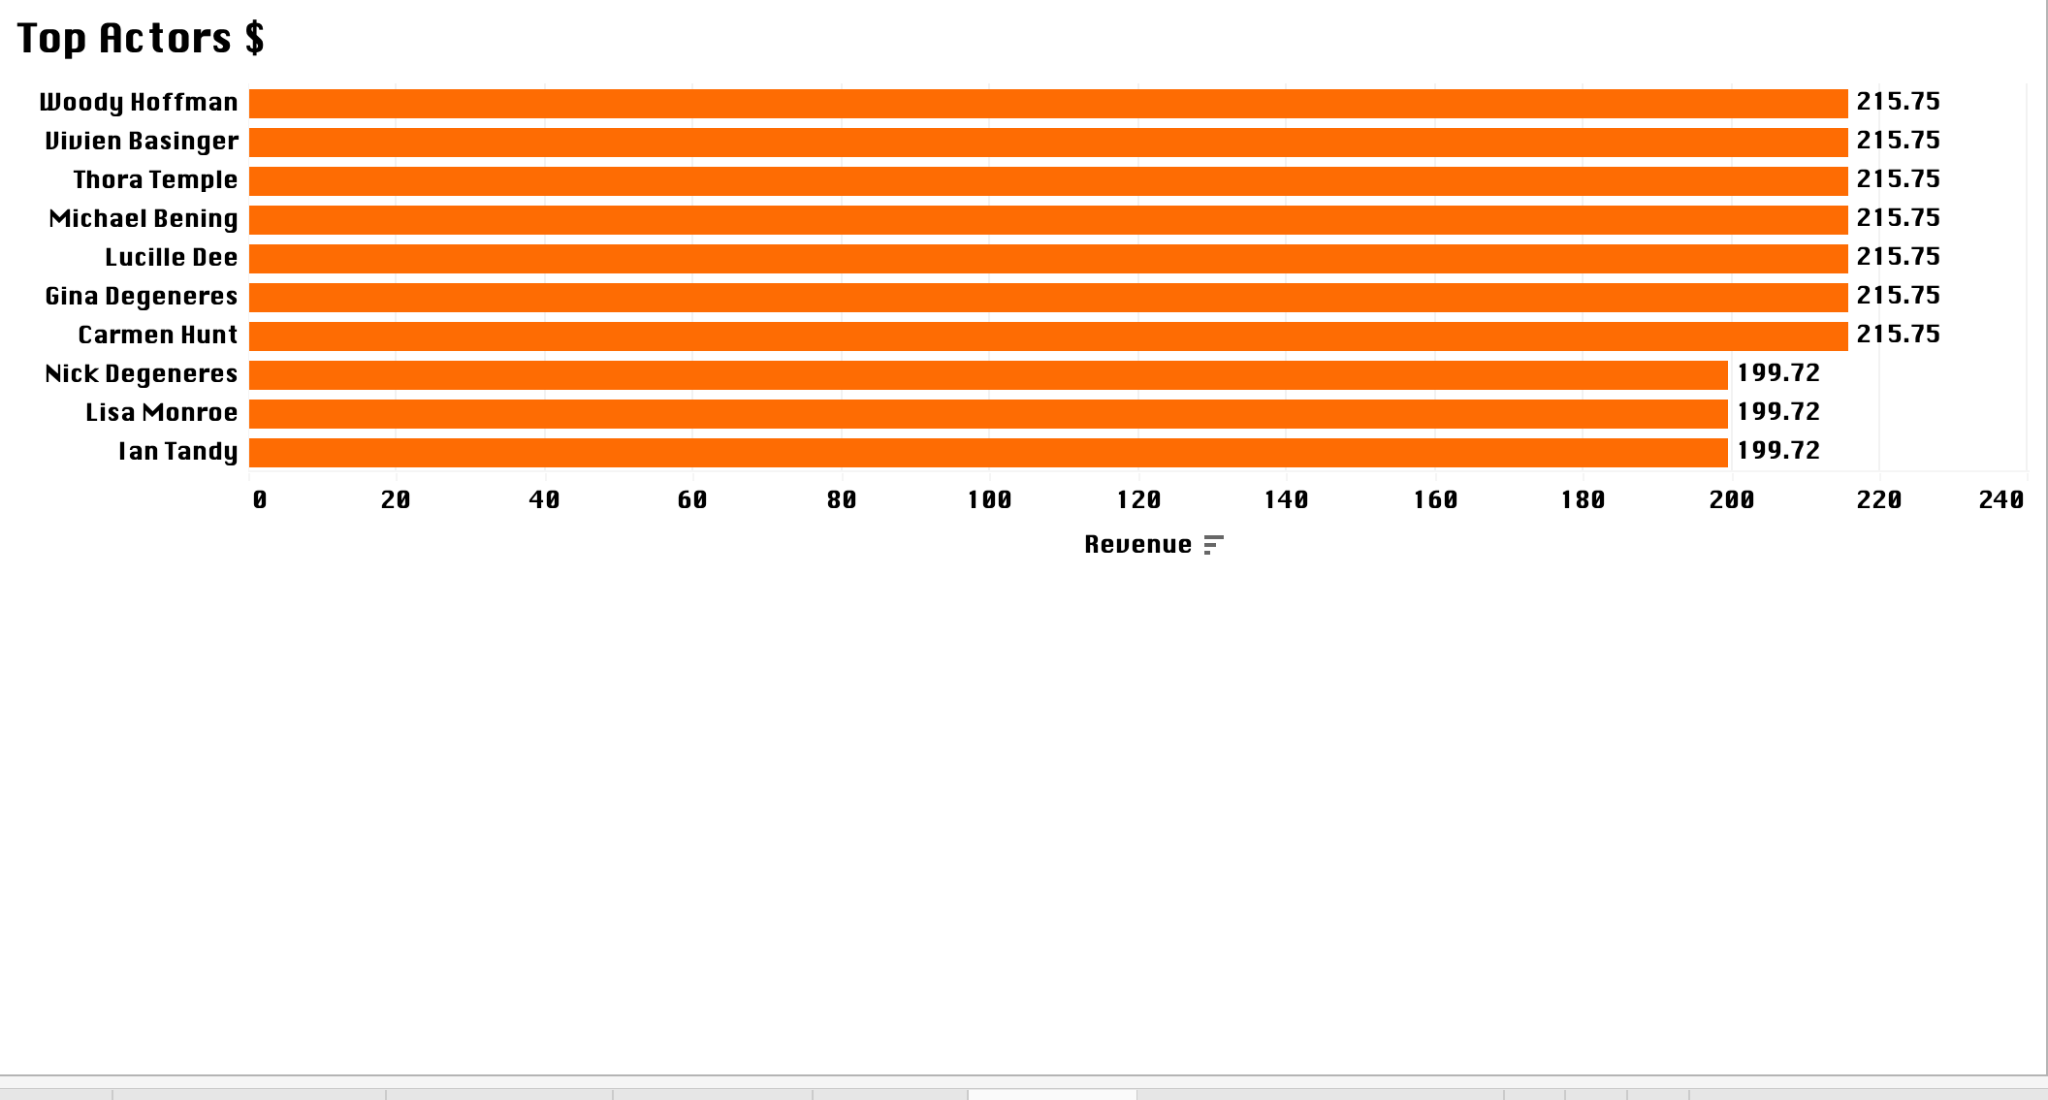 Top Actors $
Woody Hoffman 215.75
Vivien Basinger 215.75
Thora Temple 215.75
Michael Bening 215.75
Lucille Dee 215.75
Gina Degeneres 215.75
Carmen Hunt 215.75
Nick Degeneres 199.72
Lisa Monroe 199.72
Ian Tandy 199.72
0 20 40 60 80 100 120 140 160 180 200 220 240
Revenue